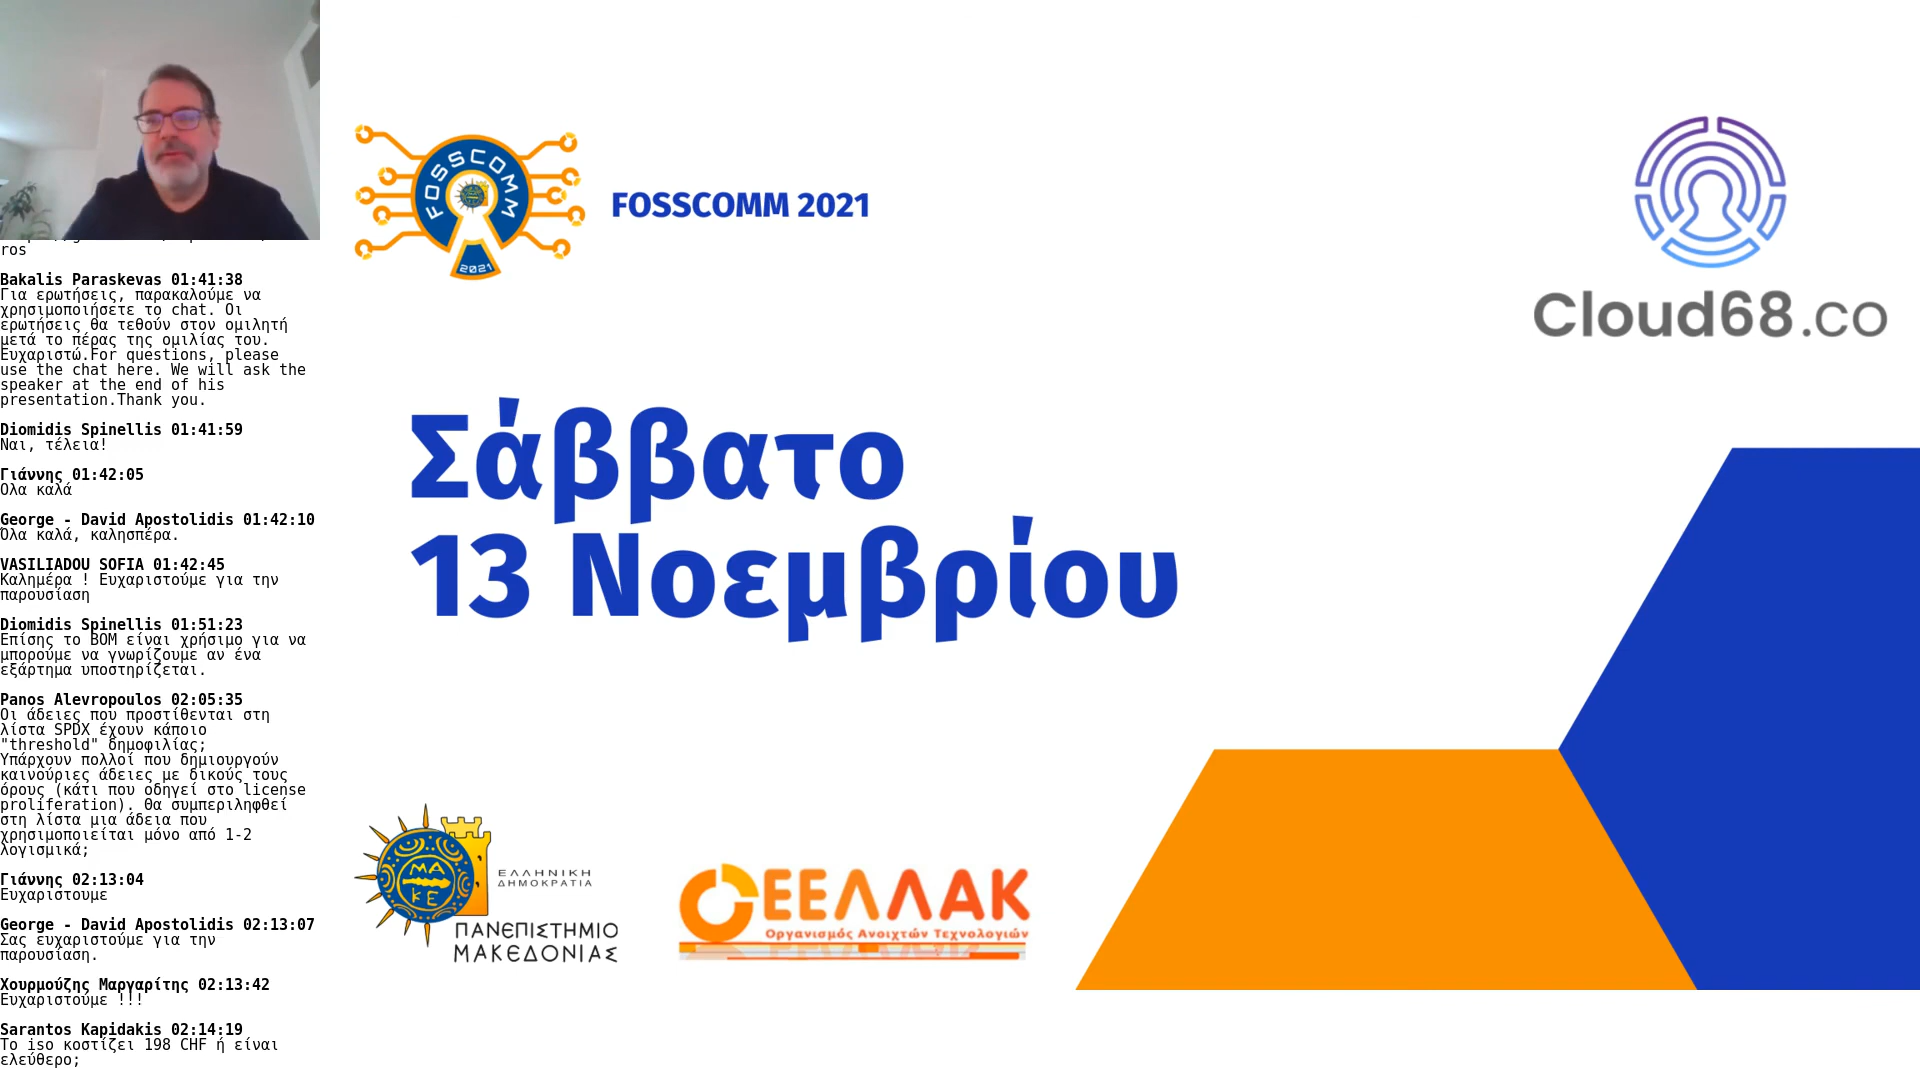 ros
Bakalis Paraskevas 01:41:38
Για ερωτήσεις, παρακαλούμε να
χρησιμοποιήσετε το chat. Οι
ερωτήσεις θα τεθούν στον ομιλητή
μετά το πέρας της ομιλίας του.
Ευχαριστώ.For questions, please
use the chat here. We will ask the
speaker at the end of his
presentation.Thank you.
Diomidis Spinellis 01:41:59
Ναι, τέλεια!
Γιάννης 01:42:05
Ολα καλά
George - David Apostolidis 01:42:10
Όλα καλά, καλησπέρα.
VASILIADOU SOFIA 01:42:45
Καλημέρα ! Ευχαριστούμε για την
παρουσίαση
Diomidis Spinellis 01:51:23
Επίσης το BOM είναι χρήσιμο για να
μπορούμε να γνωρίζουμε αν ένα
εξάρτημα υποστηρίζεται.
Panos Alevropoulos 02:05:35
Οι άδειες που προστίθενται στη
λίστα SPDX έχουν κάποιο
"threshold" δημοφιλίας;
Υπάρχουν πολλοί που δημιουργούν
καινούριες άδειες με δικούς τους
όρους (κάτι που οδηγεί στο license
proliferation). Θα συμπεριληφθεί
στη λίστα μια άδεια που
χρησιμοποιείται μόνο από 1-2
λογισμικά;
Γιάννης 02:13:04
Ευχαριστουμε
George - David Apostolidis 02:13:07
Σας ευχαριστούμε για την
παρουσίαση.
Χουρμούζης Μαργαρίτης 02:13:42
Ευχαριστούμε !!!
Sarantos Kapidakis 02:14:19
Το iso κοστίζει 198 CHF ή είναι
ελεύθερο;
FOSSCOMM
2021
FOSSCOMM 2021
Cloud68.co
Σάββατο
13 Νοεμβρίου
ΜΑ
ΚΕ
ΕΛΛΗΝΙΚΗ
ΔΗΜΟΚΡΑΤΙΑ
ΠΑΝΕΠΙΣΤΗΜΙΟ
ΜΑΚΕΔΟΝΙΑΣ
ΕΕΛΛΑΚ
Οργανισμός Ανοιχτών Τεχνολογιών